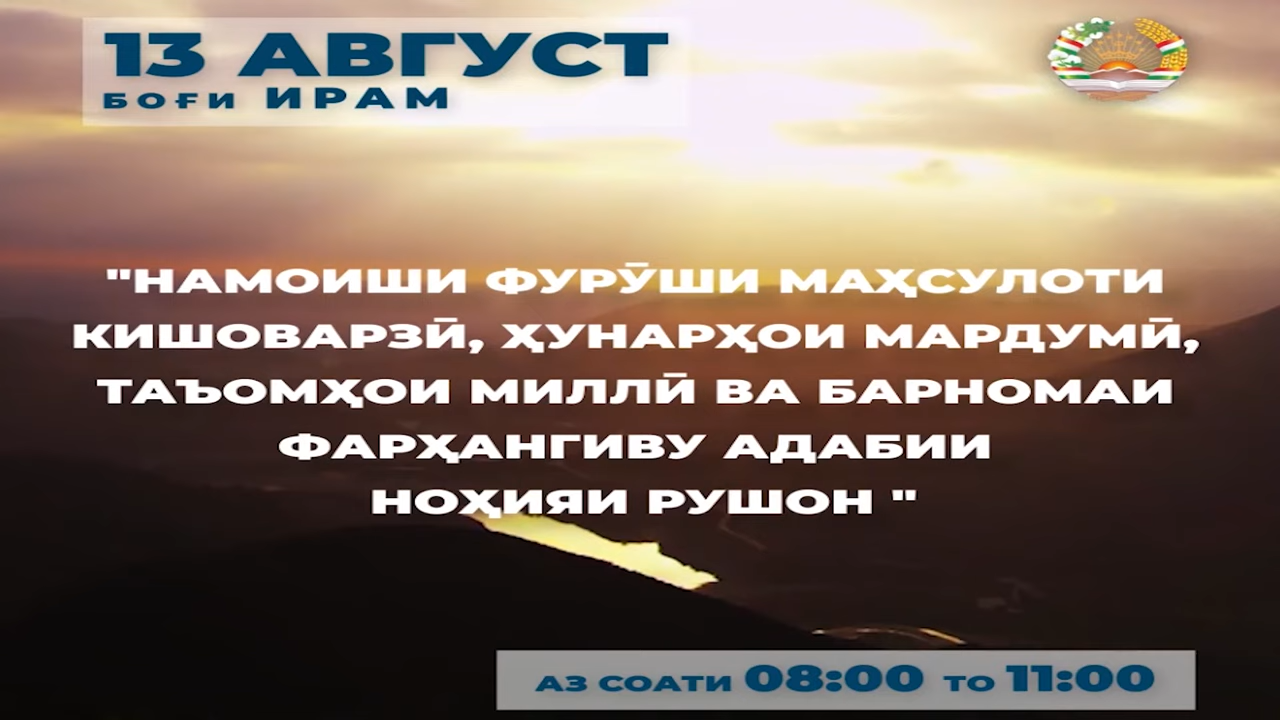 13 АВГУСТ
БОҒИ ИРАМ
"НАМОИШИ ФУРӮШИ МАҲСУЛОТИ
КИШОВАРЗӢ, ҲУНАРҲОИ МАРДУМӢ,
ТАЪОМҲОИ МИЛЛӢ ВА БАРНОМАИ
ФАРҲАНГИВУ АДАБИИ
НОҲИЯИ РУШОН "
АЗ СОАТИ 08:00 ТО 11:00